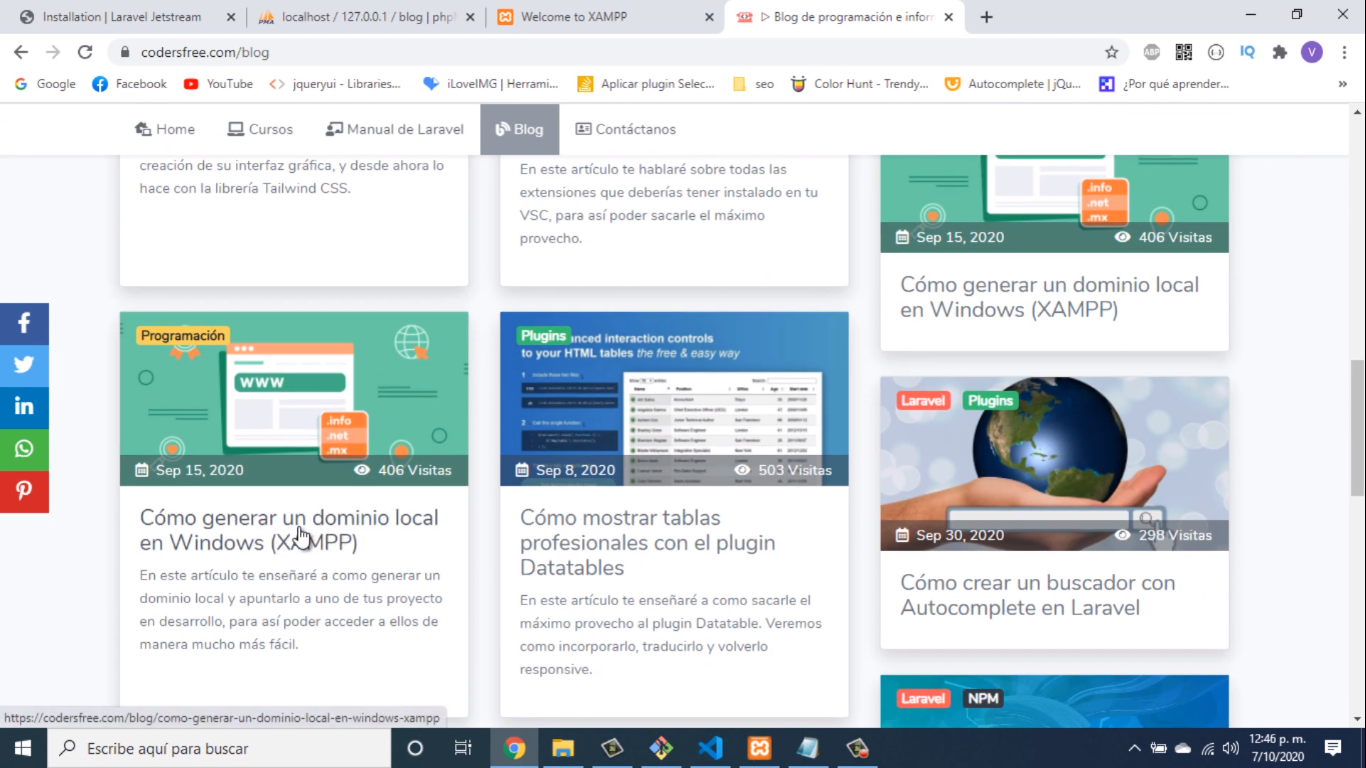 Installation | Laravel Jetstream
localhost / 127.0.0.1 / blog | php
Welcome to XAMPP
Blog de programación e infor
codersfree.com/blog
ABP
IQ
V
Google
Facebook
YouTube
jqueryui - Libraries...
iLoveIMG | Herrami...
Aplicar plugin Selec...
seo
Color Hunt - Trendy...
Autocomplete | jQu...
¿Por qué aprender...
Home
Cursos
Manual de Laravel
Blog
Contáctanos
creación de su interfaz gráfica, y desde ahora lo
hace con la librería Tailwind CSS.
En este artículo te hablaré sobre todas las
extensiones que deberías tener instalado en tu
VSC, para así poder sacarle el máximo
provecho.
.info
.net
.mx
Sep 15, 2020
406 Visitas
Cómo generar un dominio local
en Windows (XAMPP)
Programación
WWW
.info
.net
.mx
Sep 15, 2020
406 Visitas
Cómo generar un dominio local
en Windows (XAMPP)
En este artículo te enseñaré a como generar un
dominio local y apuntarlo a uno de tus proyecto
en desarrollo, para así poder acceder a ellos de
manera mucho más fácil.
Plugins
anced interaction controls
to your HTML tables the free & easy way
1
2
Sep 8, 2020
503 Visitas
Cómo mostrar tablas
profesionales con el plugin
Datatables
En este artículo te enseñaré a como sacarle el
máximo provecho al plugin Datatable. Veremos
como incorporarlo, traducirlo y volverlo
responsive.
Laravel
Plugins
Sep 30, 2020
298 Visitas
Cómo crear un buscador con
Autocomplete en Laravel
Laravel
NPM
https://codersfree.com/blog/como-generar-un-dominio-local-en-windows-xampp
Escribe aquí para buscar
12:46 p. m.
7/10/2020